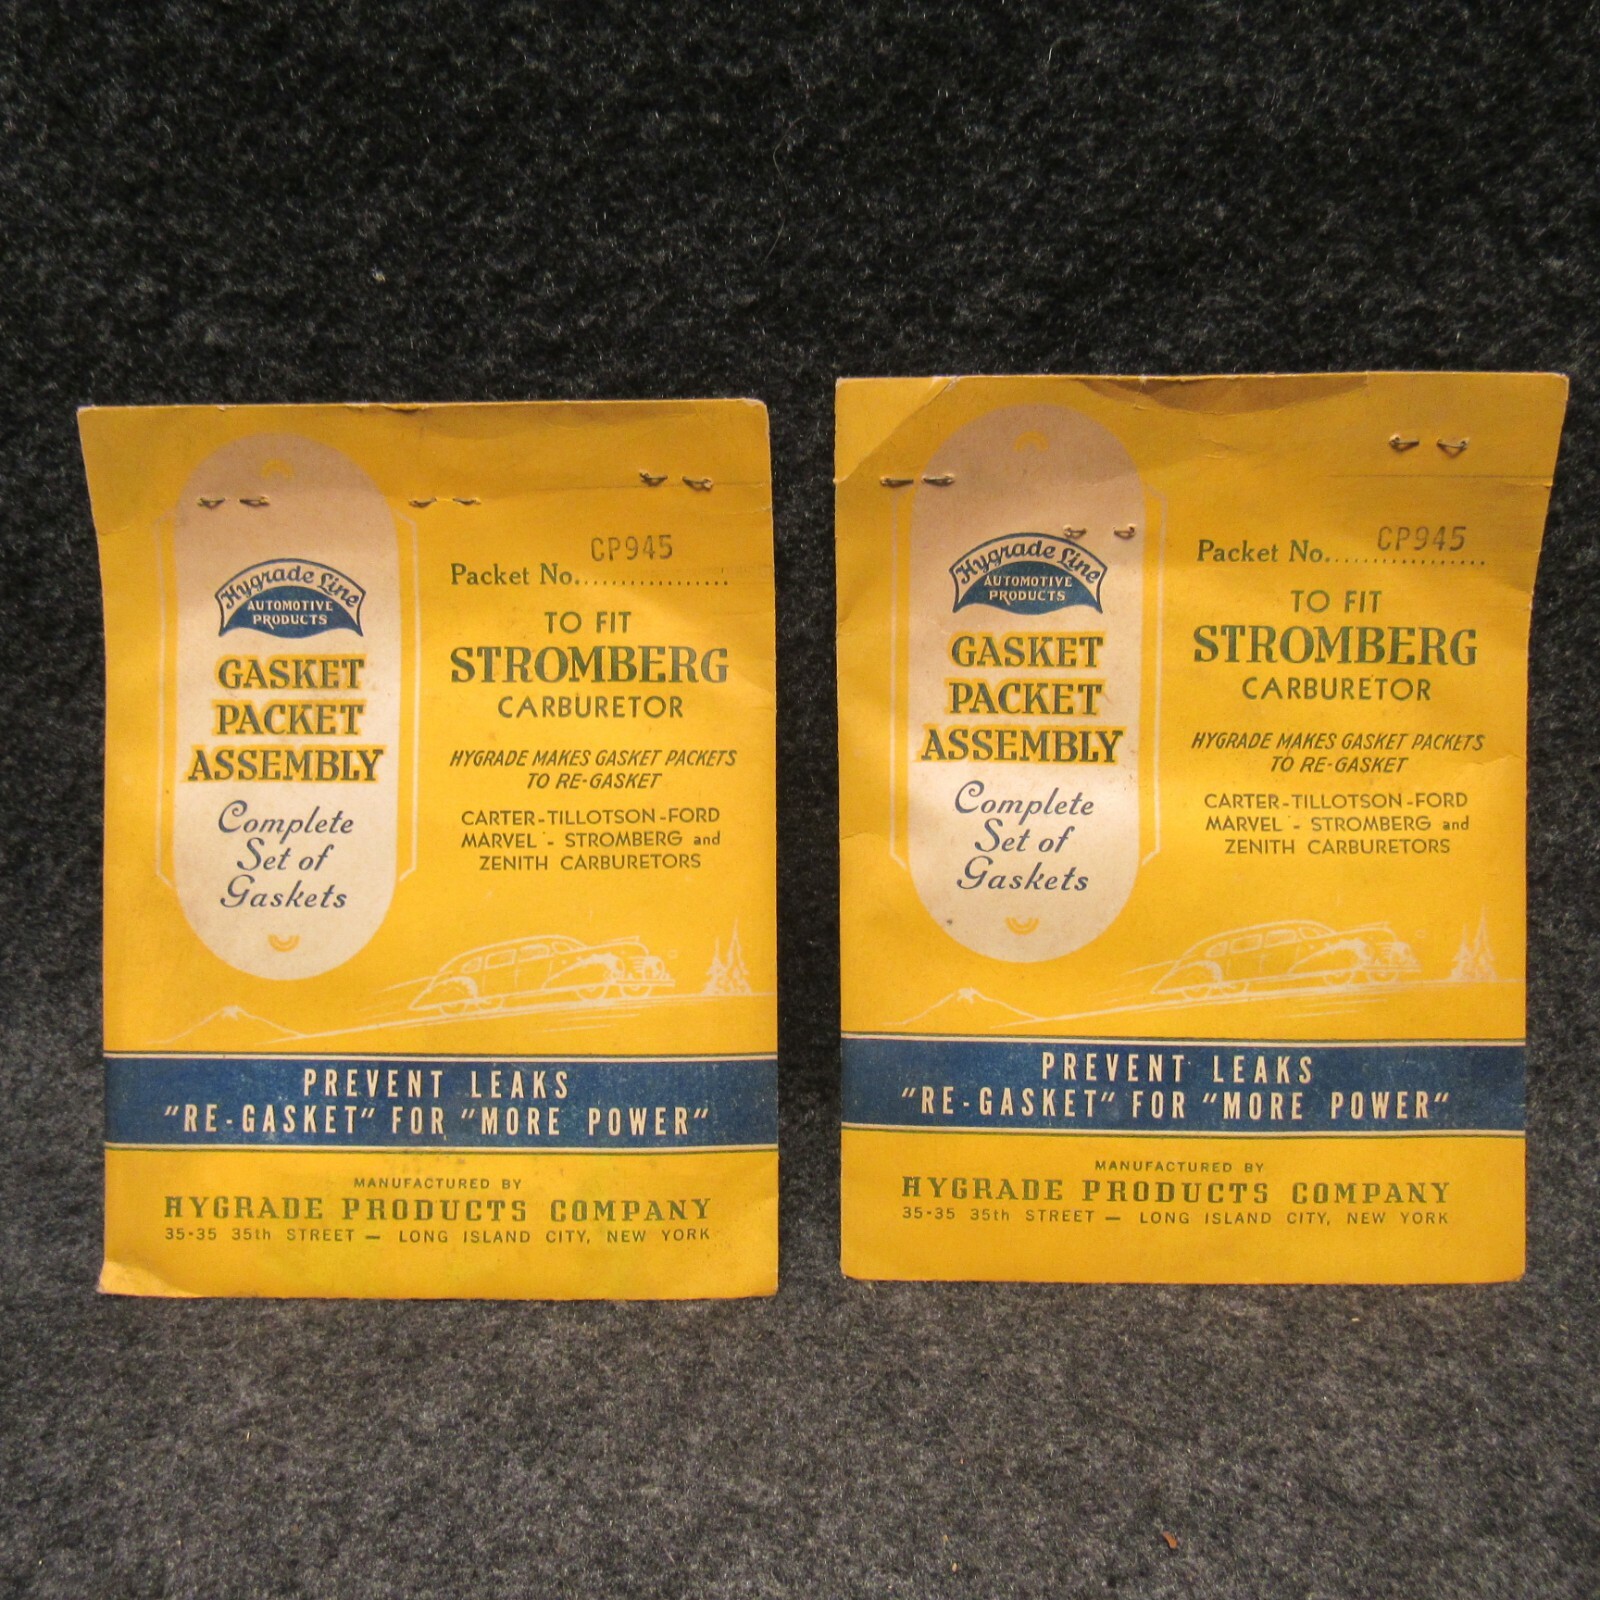 Hygrade Line
AUTOMOTIVE
PRODUCTS
GASKET
PACKET
ASSEMBLY
Complete
Set of
Gaskets
CP945
Packet No..................
TO FIT
STROMBERG
CARBURETOR
HYGRADE MAKES GASKET PACKETS
TO RE-GASKET
CARTER-TILLOTSON-FORD
MARVEL - STROMBERG and
ZENITH CARBURETORS
PREVENT LEAKS
"RE-GASKET" FOR "MORE POWER"
MANUFACTURED BY
HYGRADE PRODUCTS COMPANY
35-35 35th STREET — LONG ISLAND CITY, NEW YORK
Hygrade Line
AUTOMOTIVE
PRODUCTS
GASKET
PACKET
ASSEMBLY
Complete
Set of
Gaskets
CP945
Packet No..................
TO FIT
STROMBERG
CARBURETOR
HYGRADE MAKES GASKET PACKETS
TO RE-GASKET
CARTER-TILLOTSON-FORD
MARVEL - STROMBERG and
ZENITH CARBURETORS
PREVENT LEAKS
"RE-GASKET" FOR "MORE POWER"
MANUFACTURED BY
HYGRADE PRODUCTS COMPANY
35-35 35th STREET — LONG ISLAND CITY, NEW YORK